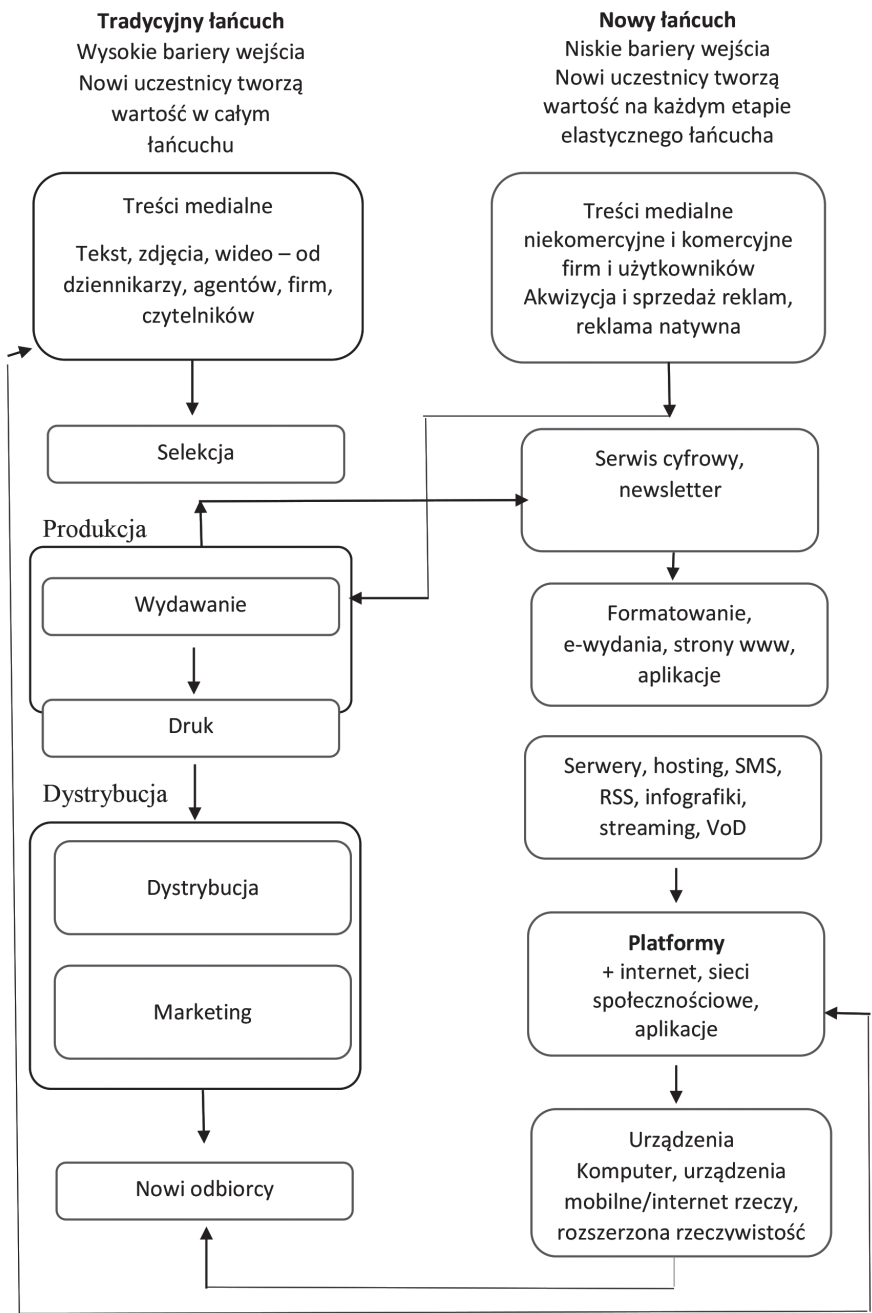 Tradycyjny łańcuch
Wysokie bariery wejścia
Nowi uczestnicy tworzą
wartość w całym
łańcuchu
Treści medialne
Tekst, zdjęcia, wideo – od
dziennikarzy, agentów, firm,
czytelników
Selekcja
Produkcja
Wydawanie
Druk
Dystrybucja
Dystrybucja
Marketing
Nowi odbiorcy
Nowy łańcuch
Niskie bariery wejścia
Nowi uczestnicy tworzą
wartość na każdym etapie
elastycznego łańcucha
Treści medialne
niekomercyjne i komercyjne
firm i użytkowników
Akwizycja i sprzedaż reklam,
reklama natywna
Serwis cyfrowy,
newsletter
Formatowanie,
e-wydania, strony www,
aplikacje
Serwery, hosting, SMS,
RSS, infografiki,
streaming, VoD
Platformy
+ internet, sieci
społecznościowe,
aplikacje
Urządzenia
Komputer, urządzenia
mobilne/internet rzeczy,
rozszerzona rzeczywistość